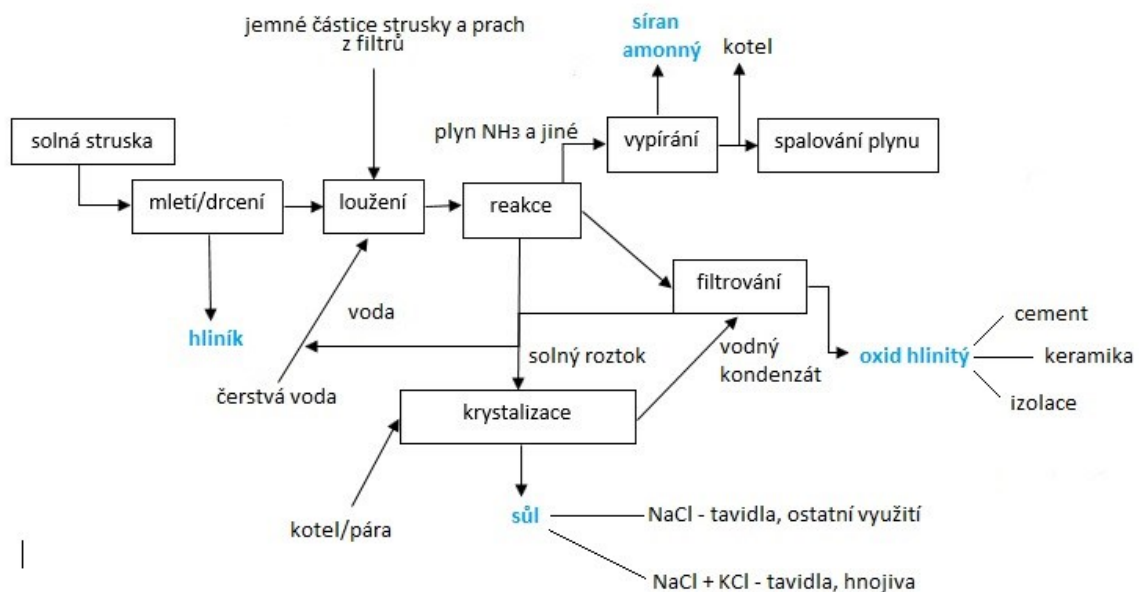 jemné částice strusky a prach
z filtrů
síran
amonný
kotel
solná struska
plyn NH₃ a jiné
vypírání
spalování plynu
mletí/drcení
loužení
reakce
filtrování
voda
hliník
solný roztok
vodný
kondenzát
oxid hlinitý
cement
keramika
izolace
čerstvá voda
krystalizace
kotel/pára
sůl
NaCl - tavidla, ostatní využití
NaCl + KCl - tavidla, hnojiva